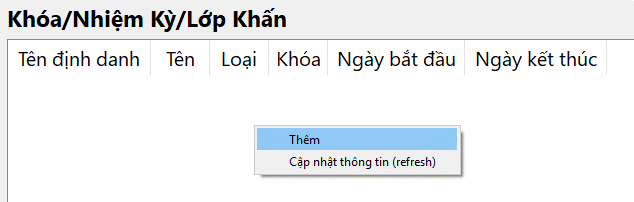 Khóa/Nhiệm Kỳ/Lớp Khấn
Tên định danh Tên Loại Khóa Ngày bắt đầu Ngày kết thúc
Thêm
Cập nhật thông tin (refresh)